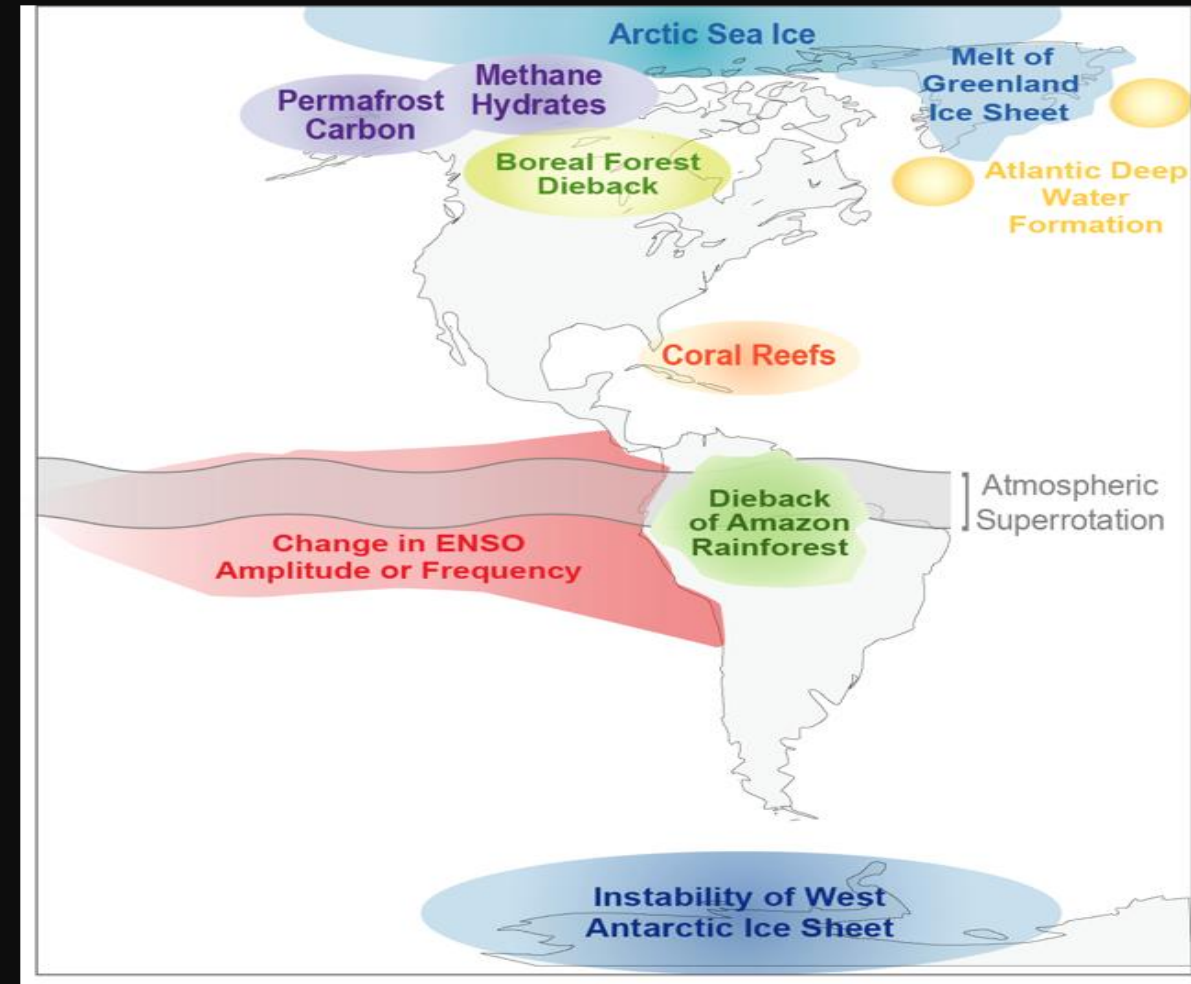 Arctic Sea Ice
Melt of
Greenland
Ice Sheet
Methane
Hydrates
Permafrost
Carbon
Boreal Forest
Dieback
Atlantic Deep
Water
Formation
Coral Reefs
Atmospheric
Superrotation
Dieback
of Amazon
Rainforest
Change in ENSO
Amplitude or Frequency
Instability of West
Antarctic Ice Sheet